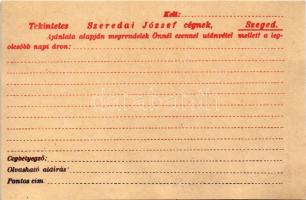 Kelt:
Tekintetes Szeredai József cégnek, Szeged.
Ajánlata alapján megrendelek Önnél ezennel utánvétel mellett a leg-
olcsóbb napi áron:
Cégbélyegző:
Olvasható aláírás:
Pontos cím: